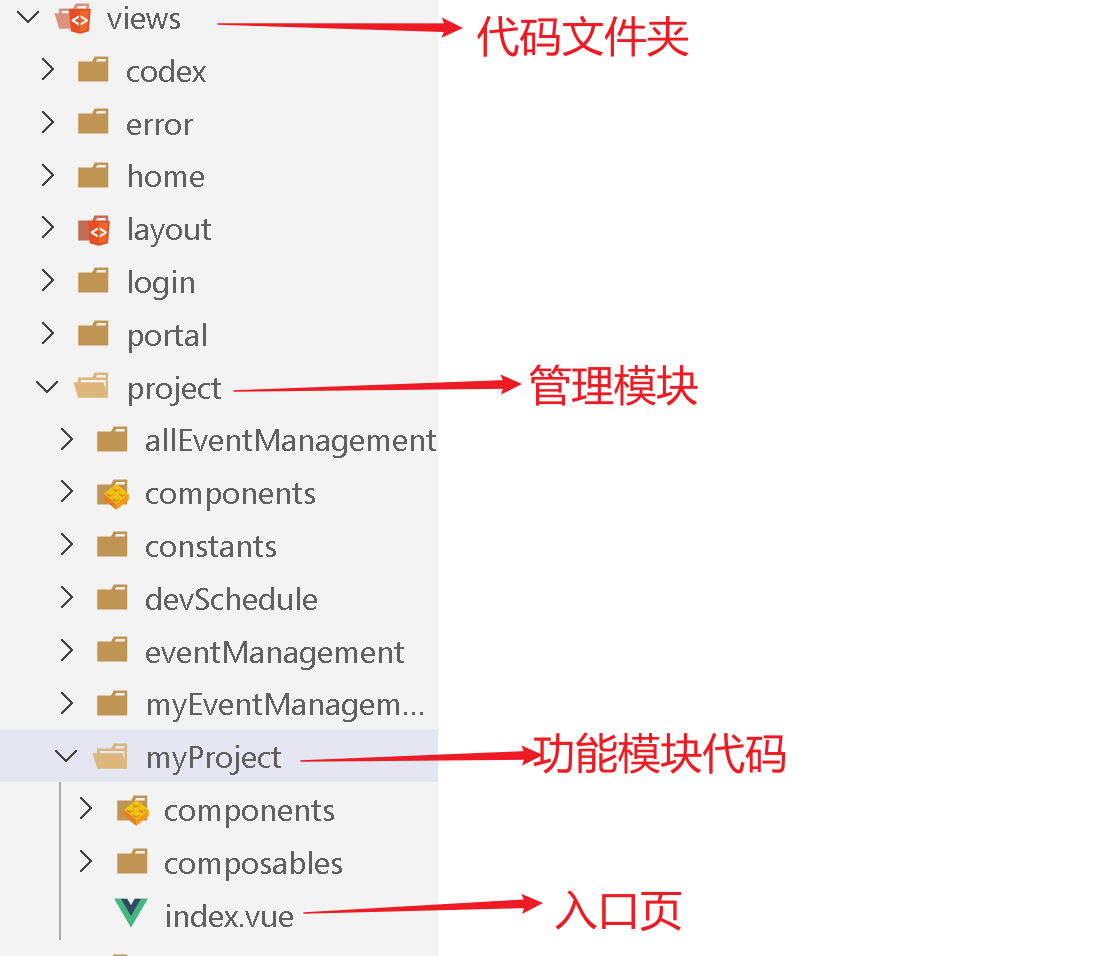 views
代码文件夹
codex
error
home
layout
login
portal
project
管理模块
allEventManagement
components
constants
devSchedule
eventManagement
myEventManagem...
myProject
功能模块代码
components
composables
index.vue
入口页